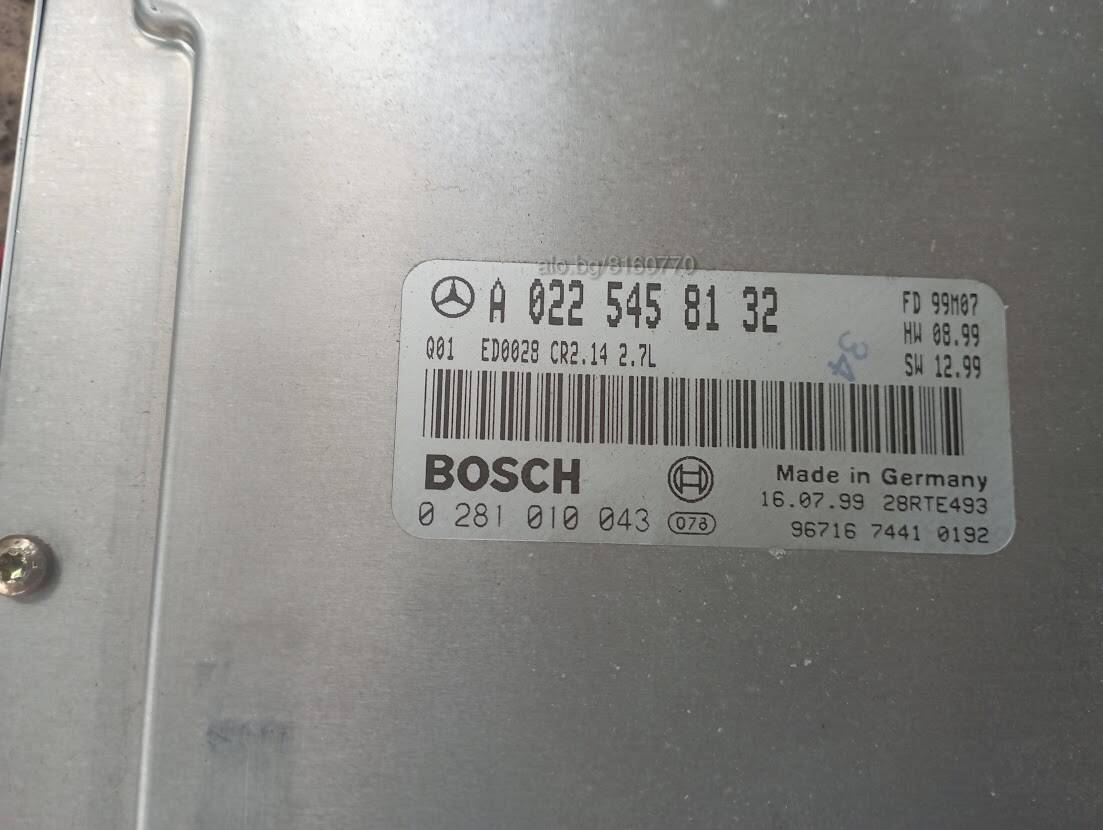 alo.bg/8160770
A 022 545 81 32
FD 99M07
HW 08.99
SW 12.99
Q01 ED0028 CR2.14 2.7L
34
BOSCH
Made in Germany
16.07.99 28RTE493
0 281 010 043 078
96716 7441 0192